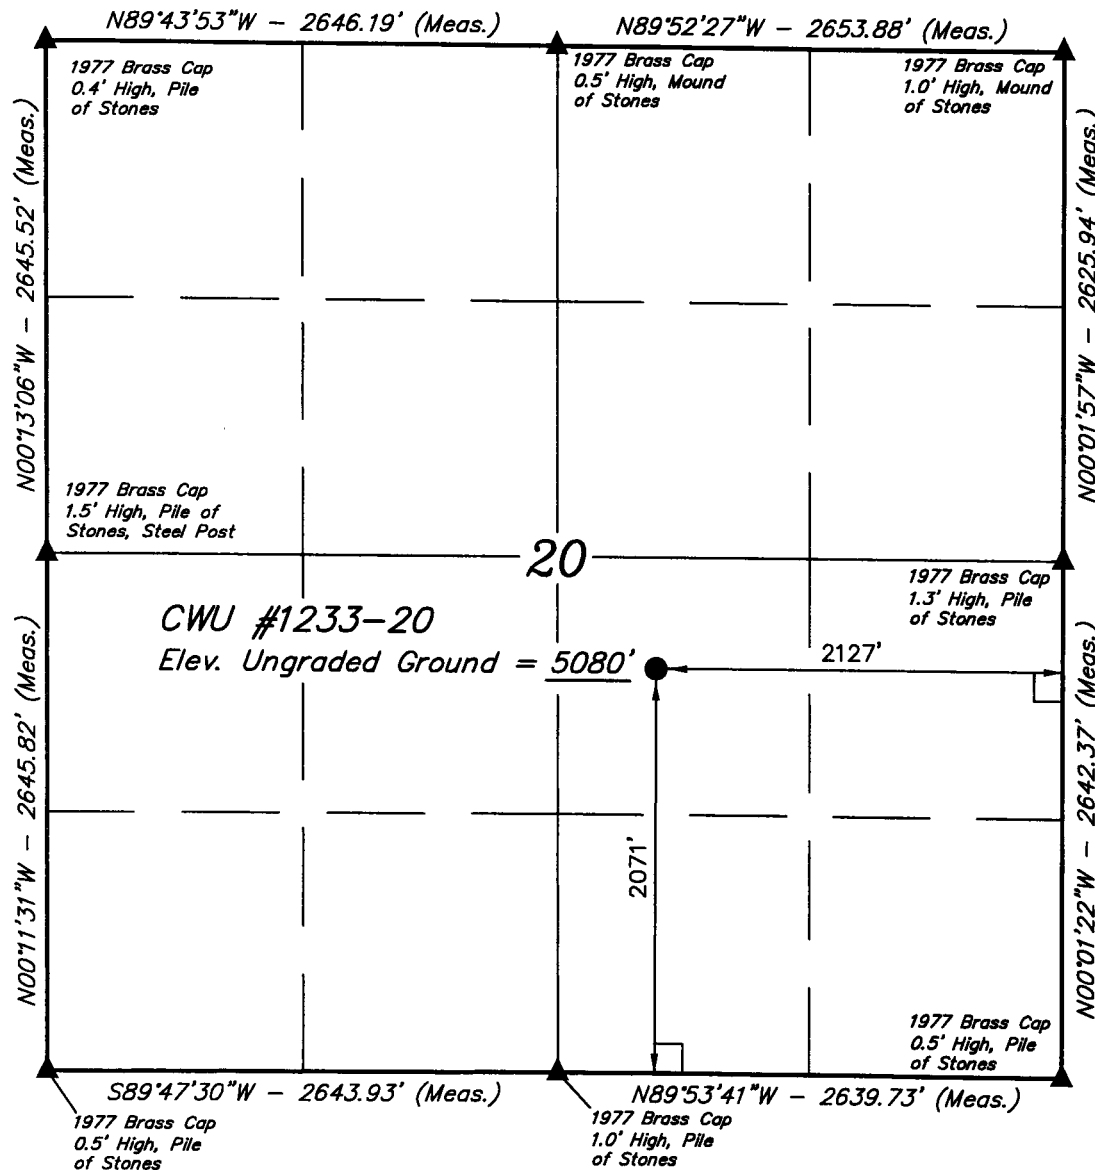 N89°43'53"W - 2646.19' (Meas.)
N89°52'27"W - 2653.88' (Meas.)
1977 Brass Cap
0.4' High, Pile
of Stones
1977 Brass Cap
0.5' High, Mound
of Stones
1977 Brass Cap
1.0' High, Mound
of Stones
N00°13'06"W - 2645.52' (Meas.)
N00°01'57"W - 2625.94' (Meas.)
1977 Brass Cap
1.5' High, Pile of
Stones, Steel Post
20
1977 Brass Cap
1.3' High, Pile
of Stones
CWU #1233-20
Elev. Ungraded Ground = 5080'
2127'
2071'
N00°11'31"W - 2645.82' (Meas.)
N00°01'22"W - 2642.37' (Meas.)
1977 Brass Cap
0.5' High, Pile
of Stones
S89°47'30"W - 2643.93' (Meas.)
N89°53'41"W - 2639.73' (Meas.)
1977 Brass Cap
0.5' High, Pile
of Stones
1977 Brass Cap
1.0' High, Pile
of Stones